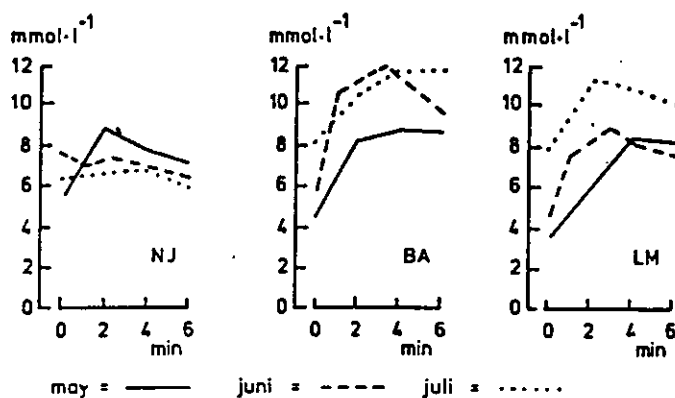 mmol·l⁻¹ mmol·l⁻¹ mmol·l⁻¹
12 12 12
10 10 10
8 8 8
6 6 6
4 4 4
2 NJ 2 BA 2 LM
0 0 0
0 2 4 6 0 2 4 6 0 2 4 6
min min min
may = juni = juli =